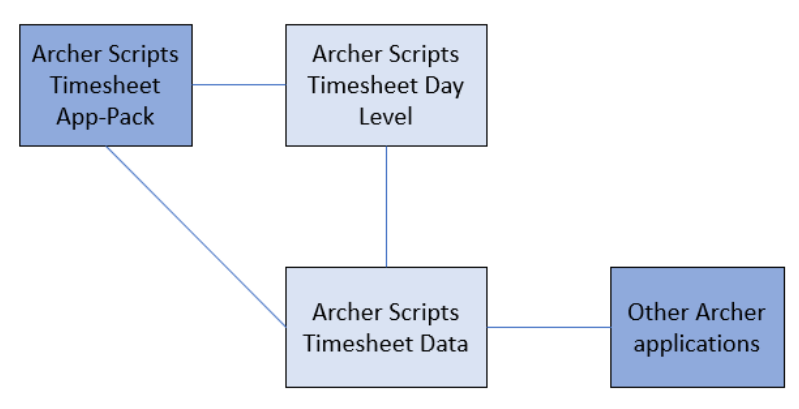 Archer Scripts
Timesheet
App-Pack
Archer Scripts
Timesheet Day
Level
Archer Scripts
Timesheet Data
Other Archer
applications